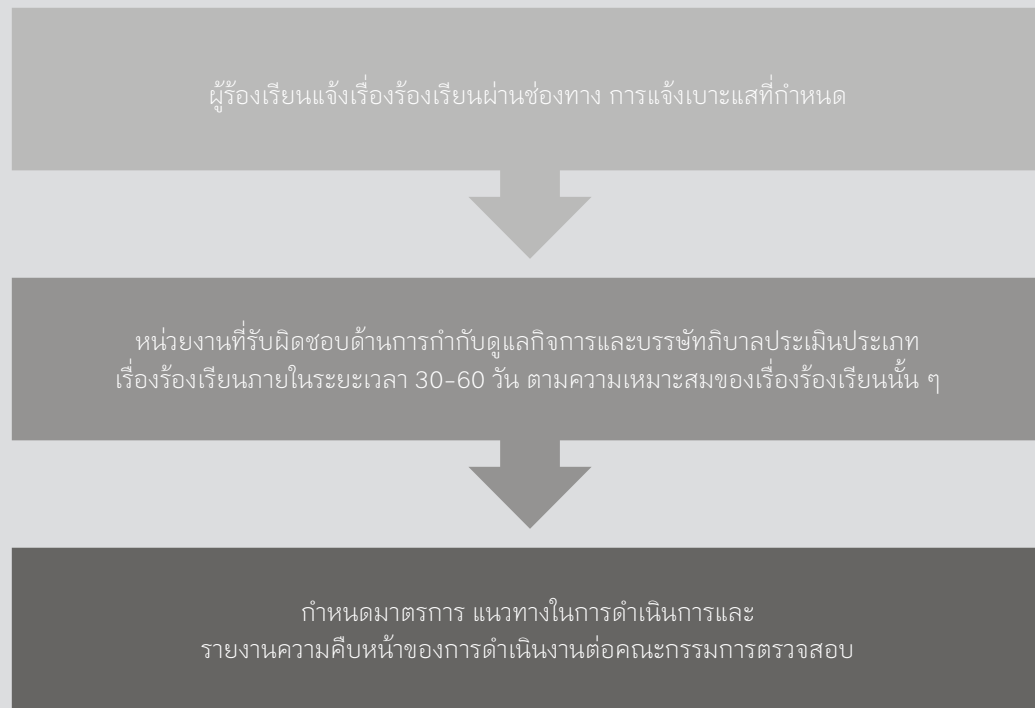 ผู้ร้องเรียนแจ้งเรื่องร้องเรียนผ่านช่องทาง การแจ้งเบาะแสที่กำหนด
หน่วยงานที่รับผิดชอบด้านการกำกับดูแลกิจการและบรรษัทภิบาลประเมินประเภท
เรื่องร้องเรียนภายในระยะเวลา 30-60 วัน ตามความเหมาะสมของเรื่องร้องเรียนนั้น ๆ
กำหนดมาตรการ แนวทางในการดำเนินการและ
รายงานความคืบหน้าของการดำเนินงานต่อคณะกรรมการตรวจสอบ